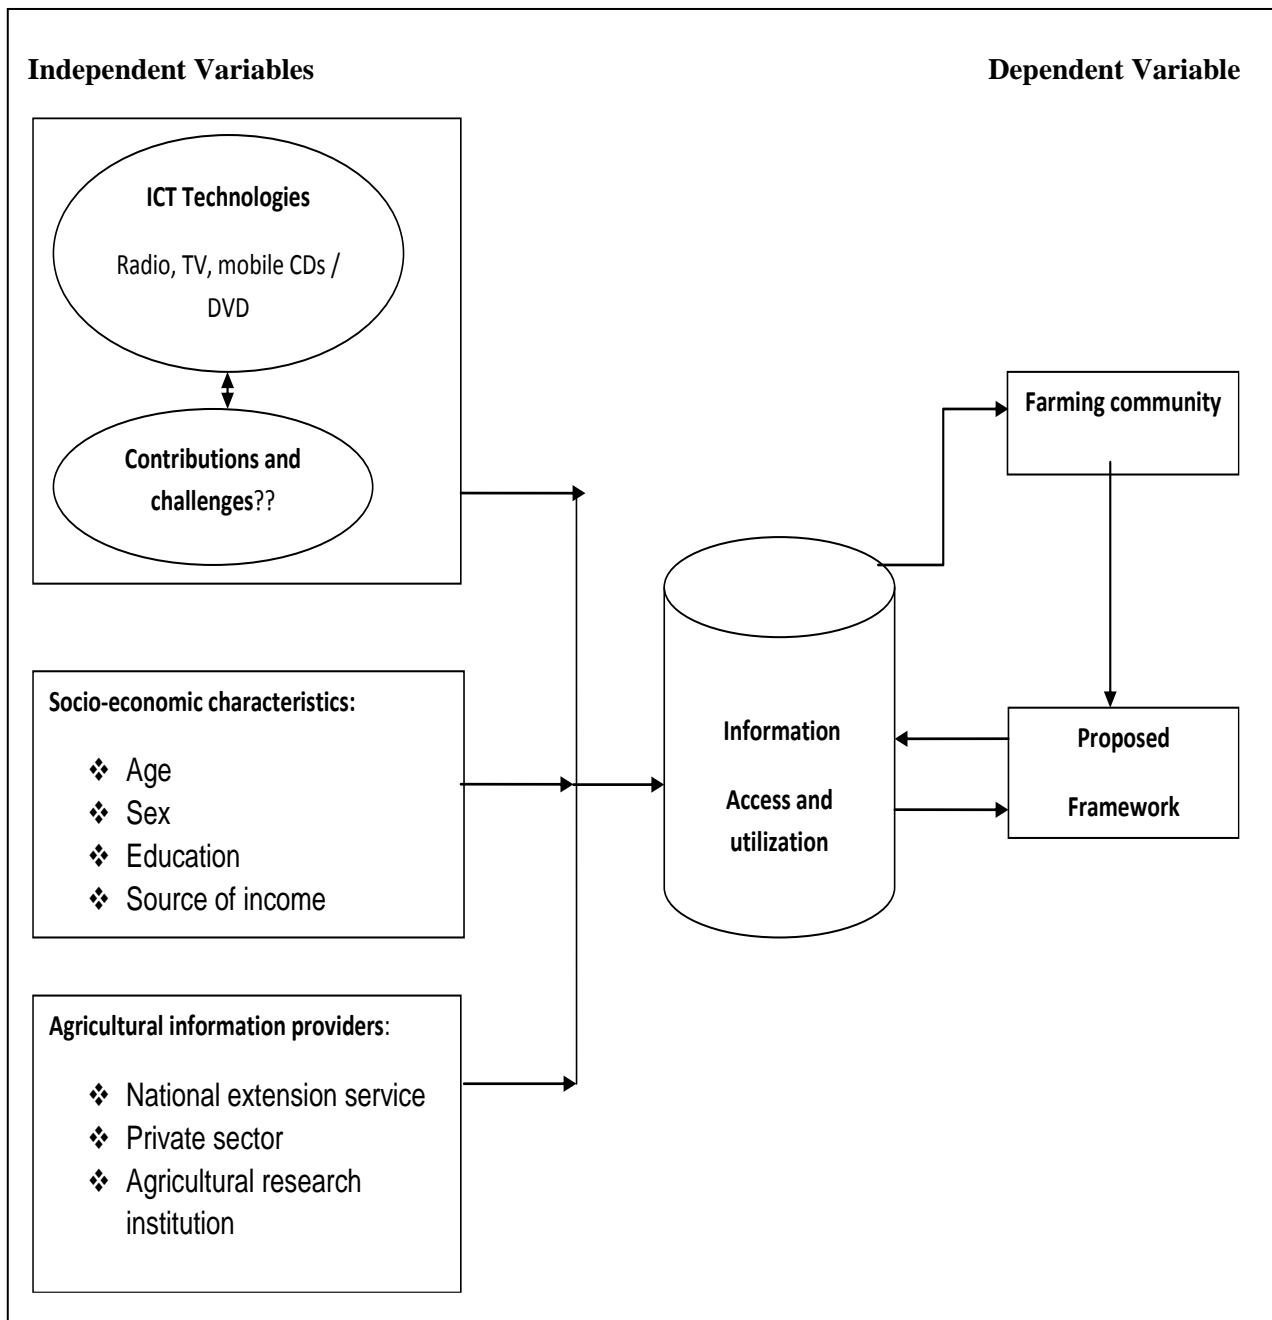 Independent Variables
Dependent Variable
ICT Technologies
Radio, TV, mobile CDs /
DVD
Contributions and
challenges??
Socio-economic characteristics:
❖ Age
❖ Sex
❖ Education
❖ Source of income
Agricultural information providers:
❖ National extension service
❖ Private sector
❖ Agricultural research
institution
Information
Access and
utilization
Farming community
Proposed
Framework